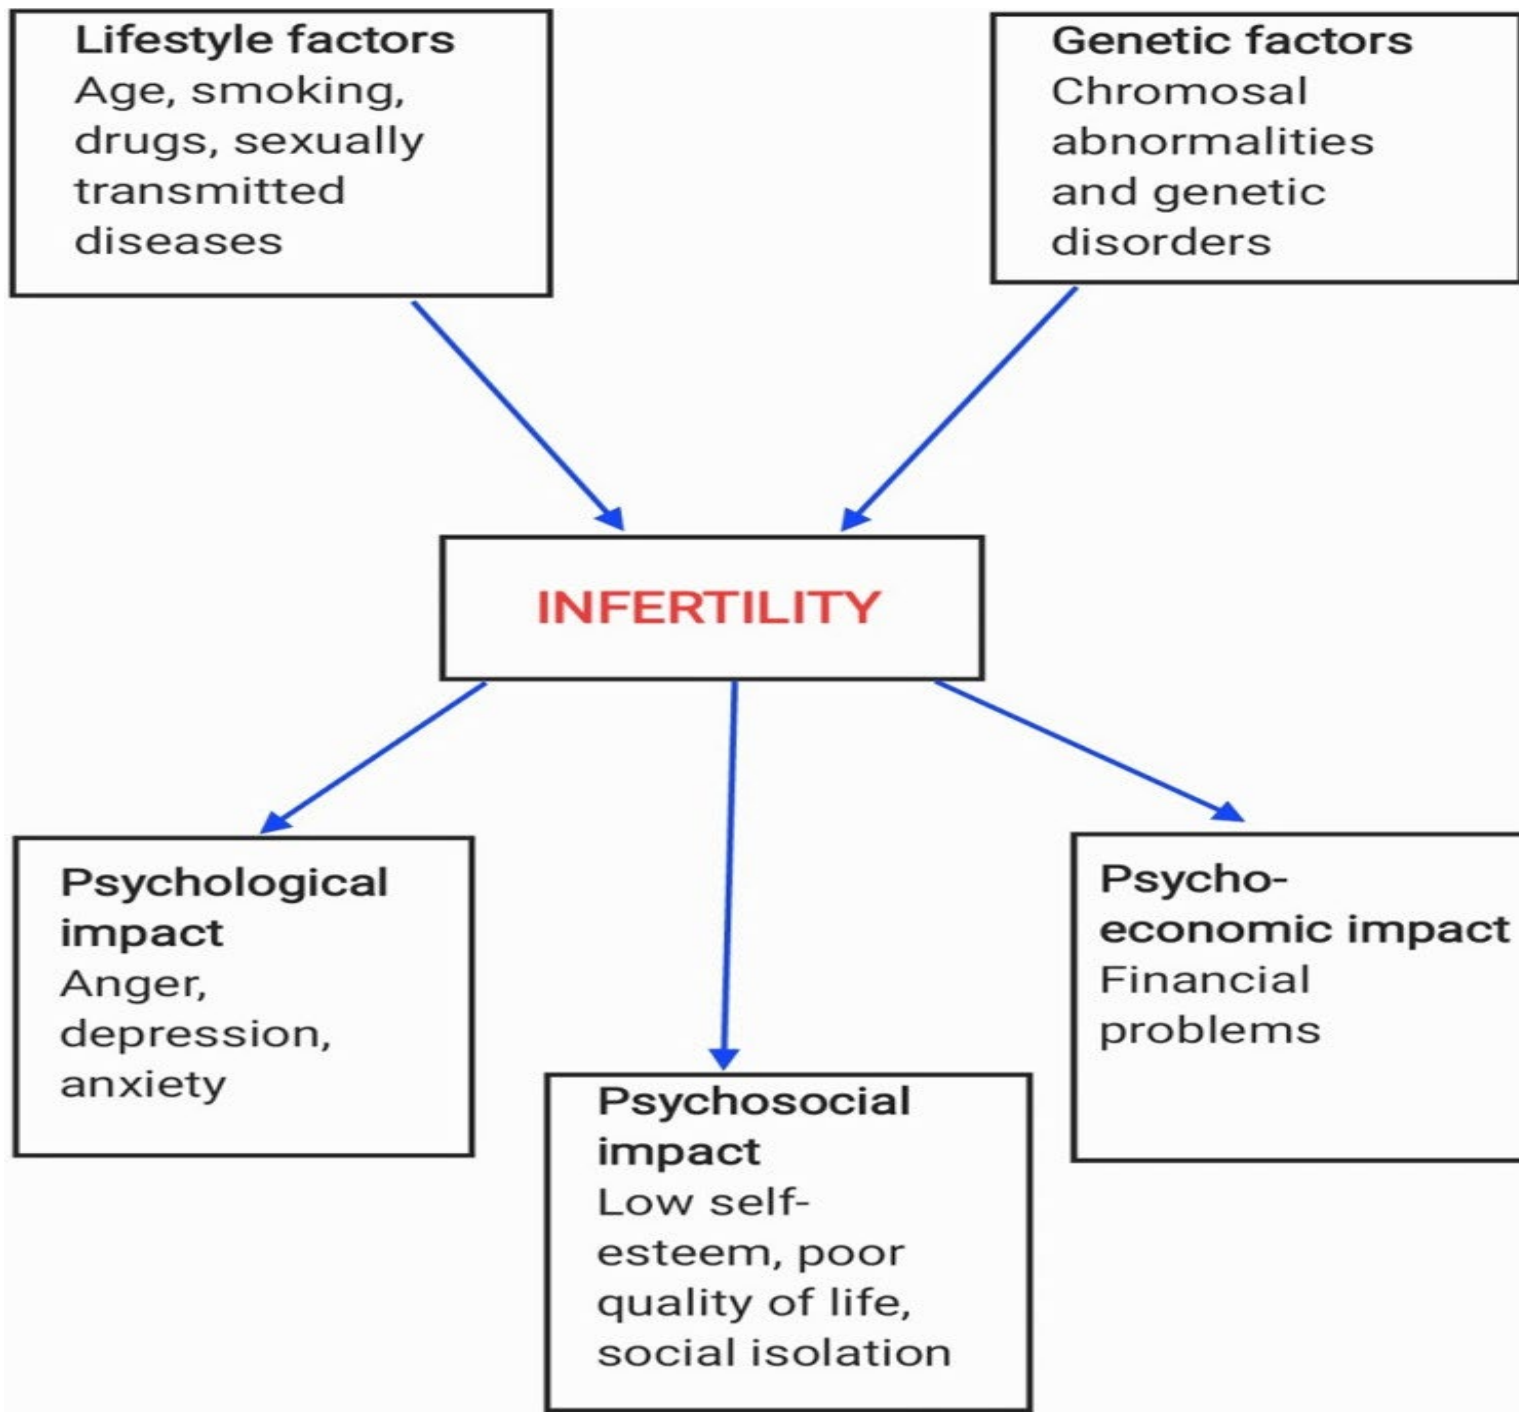 Lifestyle factors
Age, smoking,
drugs, sexually
transmitted
diseases
Genetic factors
Chromosal
abnormalities
and genetic
disorders
INFERTILITY
Psychological
impact
Anger,
depression,
anxiety
Psychosocial
impact
Low self-
esteem, poor
quality of life,
social isolation
Psycho-
economic impact
Financial
problems